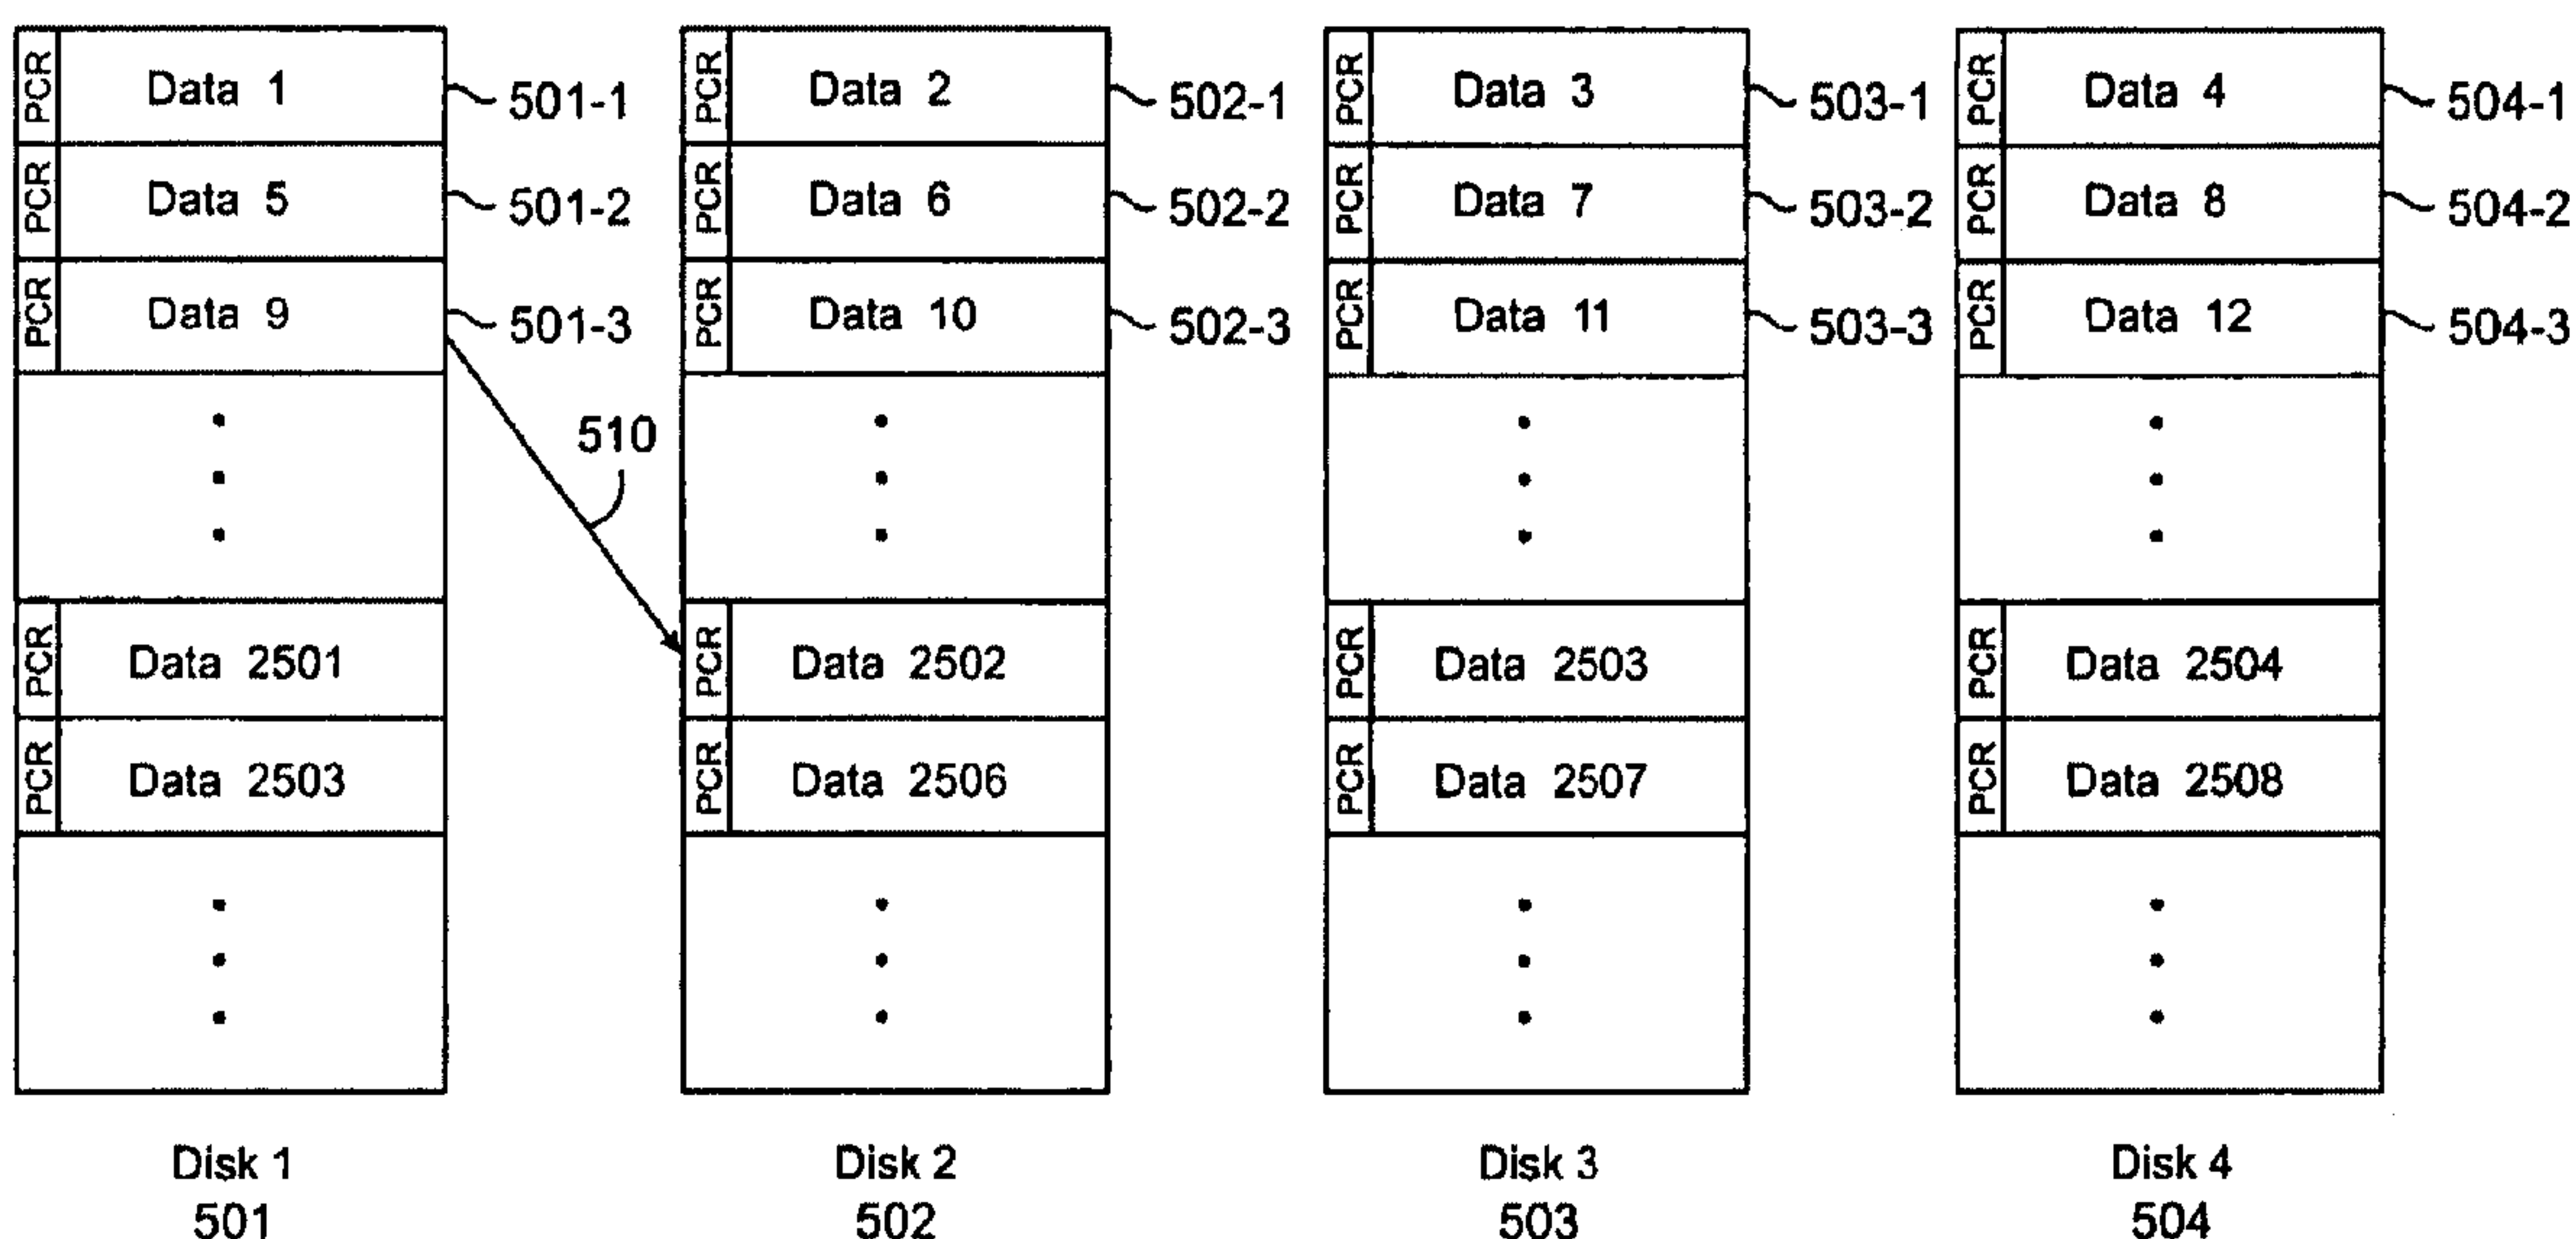 PCR Data 1 501-1 PCR Data 2 502-1 PCR Data 3 503-1 PCR Data 4 504-1
PCR Data 5 501-2 PCR Data 6 502-2 PCR Data 7 503-2 PCR Data 8 504-2
PCR Data 9 501-3 PCR Data 10 502-3 PCR Data 11 503-3 PCR Data 12 504-3
510
PCR Data 2501 PCR Data 2502 PCR Data 2503 PCR Data 2504
PCR Data 2503 PCR Data 2506 PCR Data 2507 PCR Data 2508
Disk 1 Disk 2 Disk 3 Disk 4
501 502 503 504